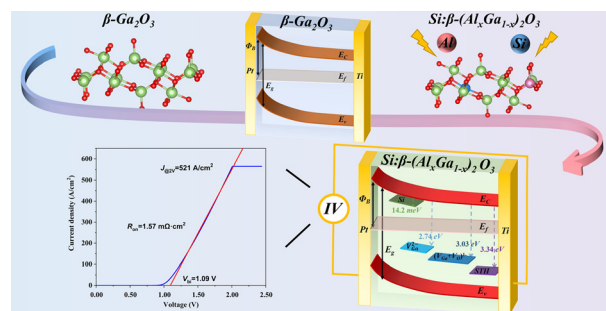 β-Ga2O3
β-Ga2O3
Si:β-(AlxGa1-x)2O3
Al
Si
ΦB
Pt
Eg
EC
Ef
Ev
Ti
600
500
400
300
200
100
0
Current density (A/cm²)
J@2V=521 A/cm²
Ron=1.57 mΩ·cm²
Von=1.09 V
0.00 0.50 1.00 1.50 2.00 2.50
Voltage (V)
IV
Si:β-(AlxGa1-x)2O3
ΦB
Pt
Eg
EC
Ef
Ev
Ti
Si
14.2 meV
2.74 eV
3.03 eV
3.34 eV
(VGa+VO)
STH